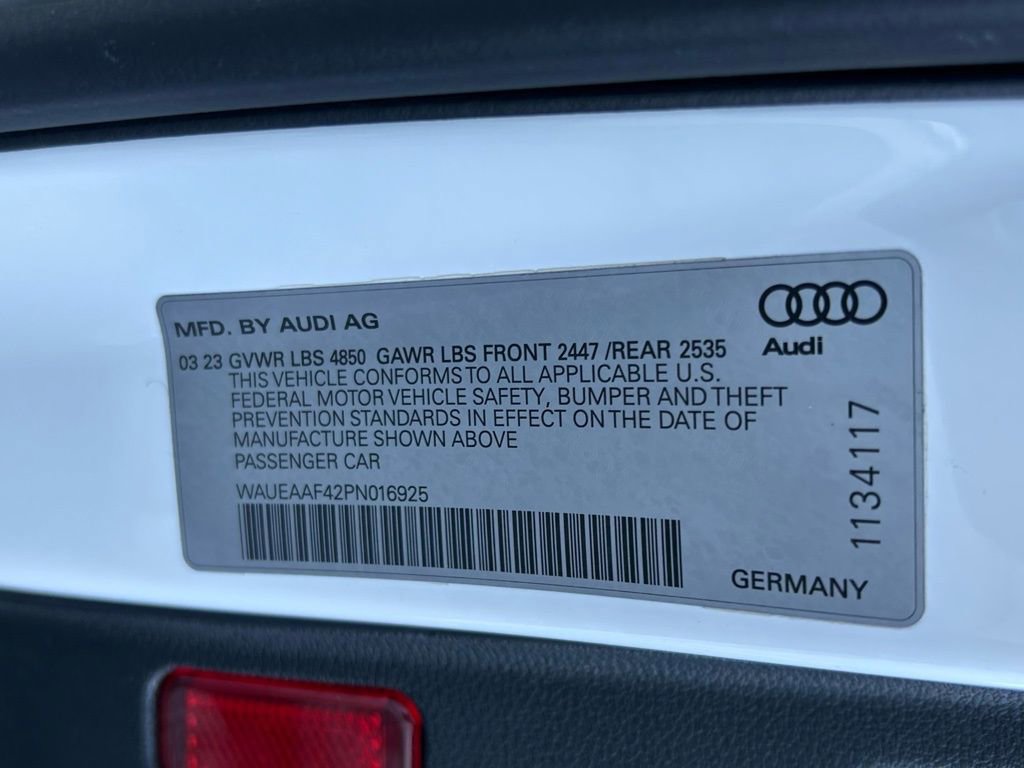 MFD. BY AUDI AG
Audi
03 23 GVWR LBS 4850 GAWR LBS FRONT 2447 /REAR 2535
THIS VEHICLE CONFORMS TO ALL APPLICABLE U.S.
FEDERAL MOTOR VEHICLE SAFETY, BUMPER AND THEFT
PREVENTION STANDARDS IN EFFECT ON THE DATE OF
MANUFACTURE SHOWN ABOVE
PASSENGER CAR
WAUEAAF42PN016925
1134117
GERMANY